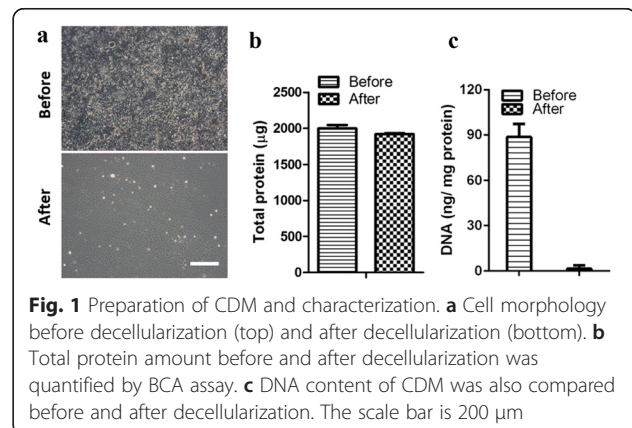 a
b
c
Before
After
Before
After
2500
2000
1500
1000
500
0
Total protein (μg)
Before
After
120
90
60
30
0
DNA (ng/ mg protein)
Fig. 1 Preparation of CDM and characterization. a Cell morphology
before decellularization (top) and after decellularization (bottom). b
Total protein amount before and after decellularization was
quantified by BCA assay. c DNA content of CDM was also compared
before and after decellularization. The scale bar is 200 μm